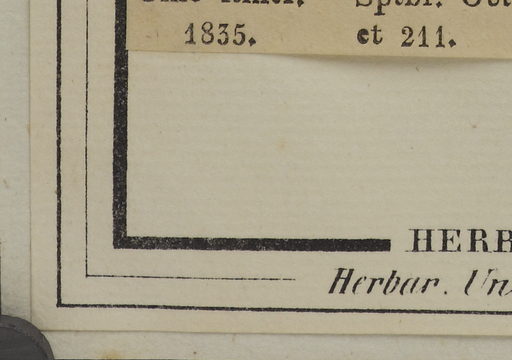 1835. et 211.
HERB
Herbar. Un